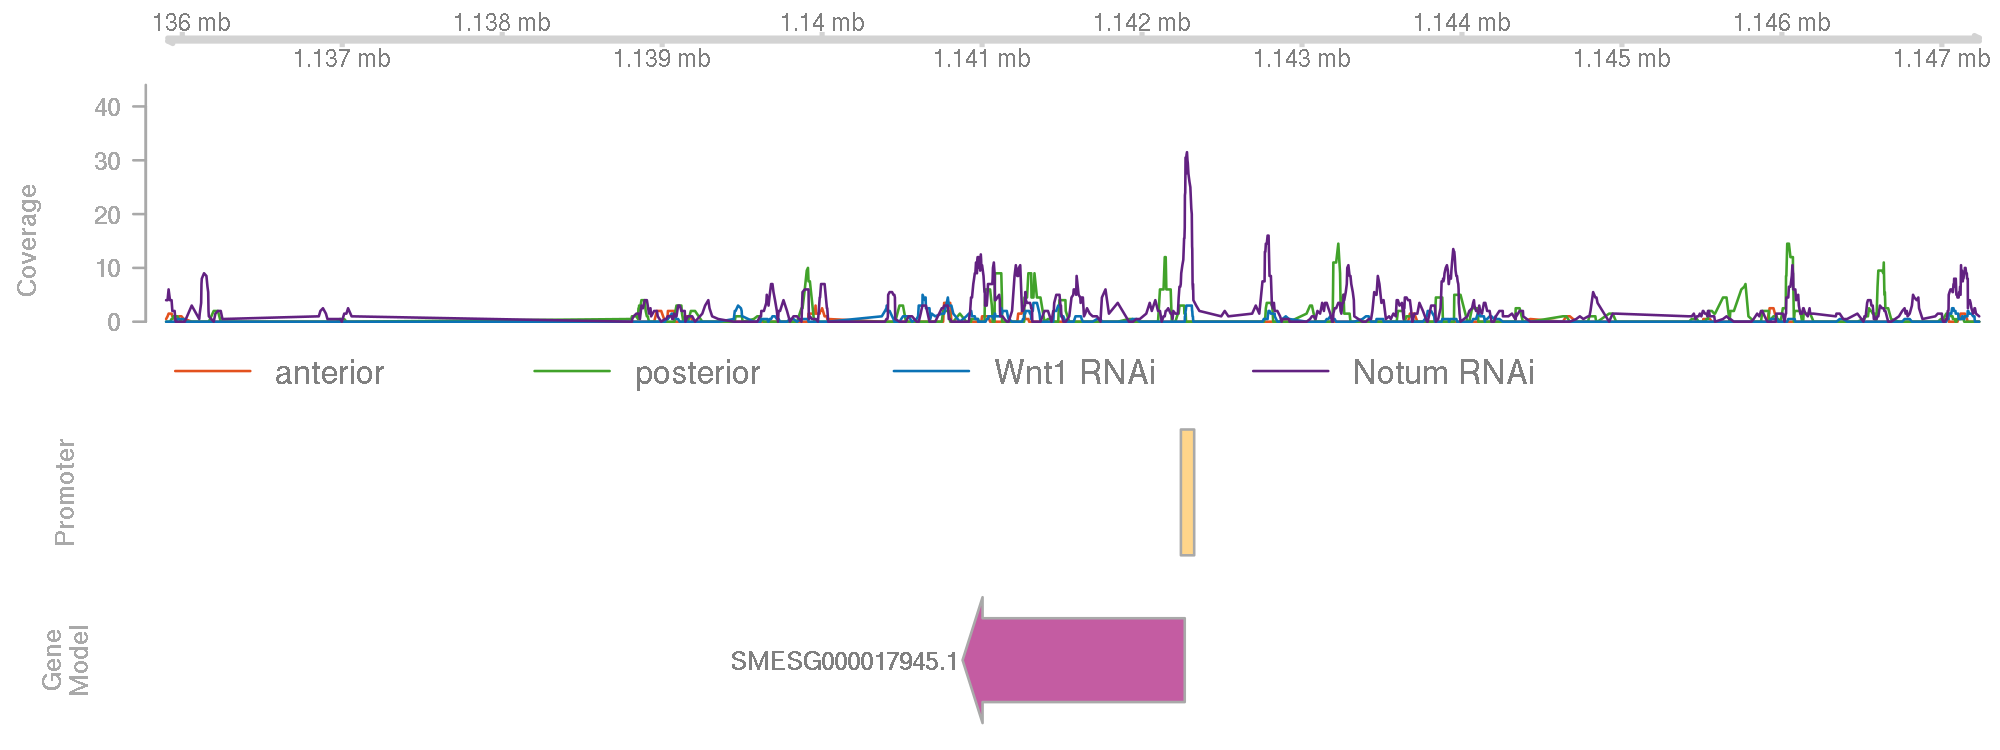 136 mb 1.138 mb 1.14 mb 1.142 mb 1.144 mb 1.146 mb
1.137 mb 1.139 mb 1.141 mb 1.143 mb 1.145 mb 1.147 mb
Coverage
40
30
20
10
0
anterior posterior Wnt1 RNAi Notum RNAi
Promoter
Gene
Model
SMESG000017945.1